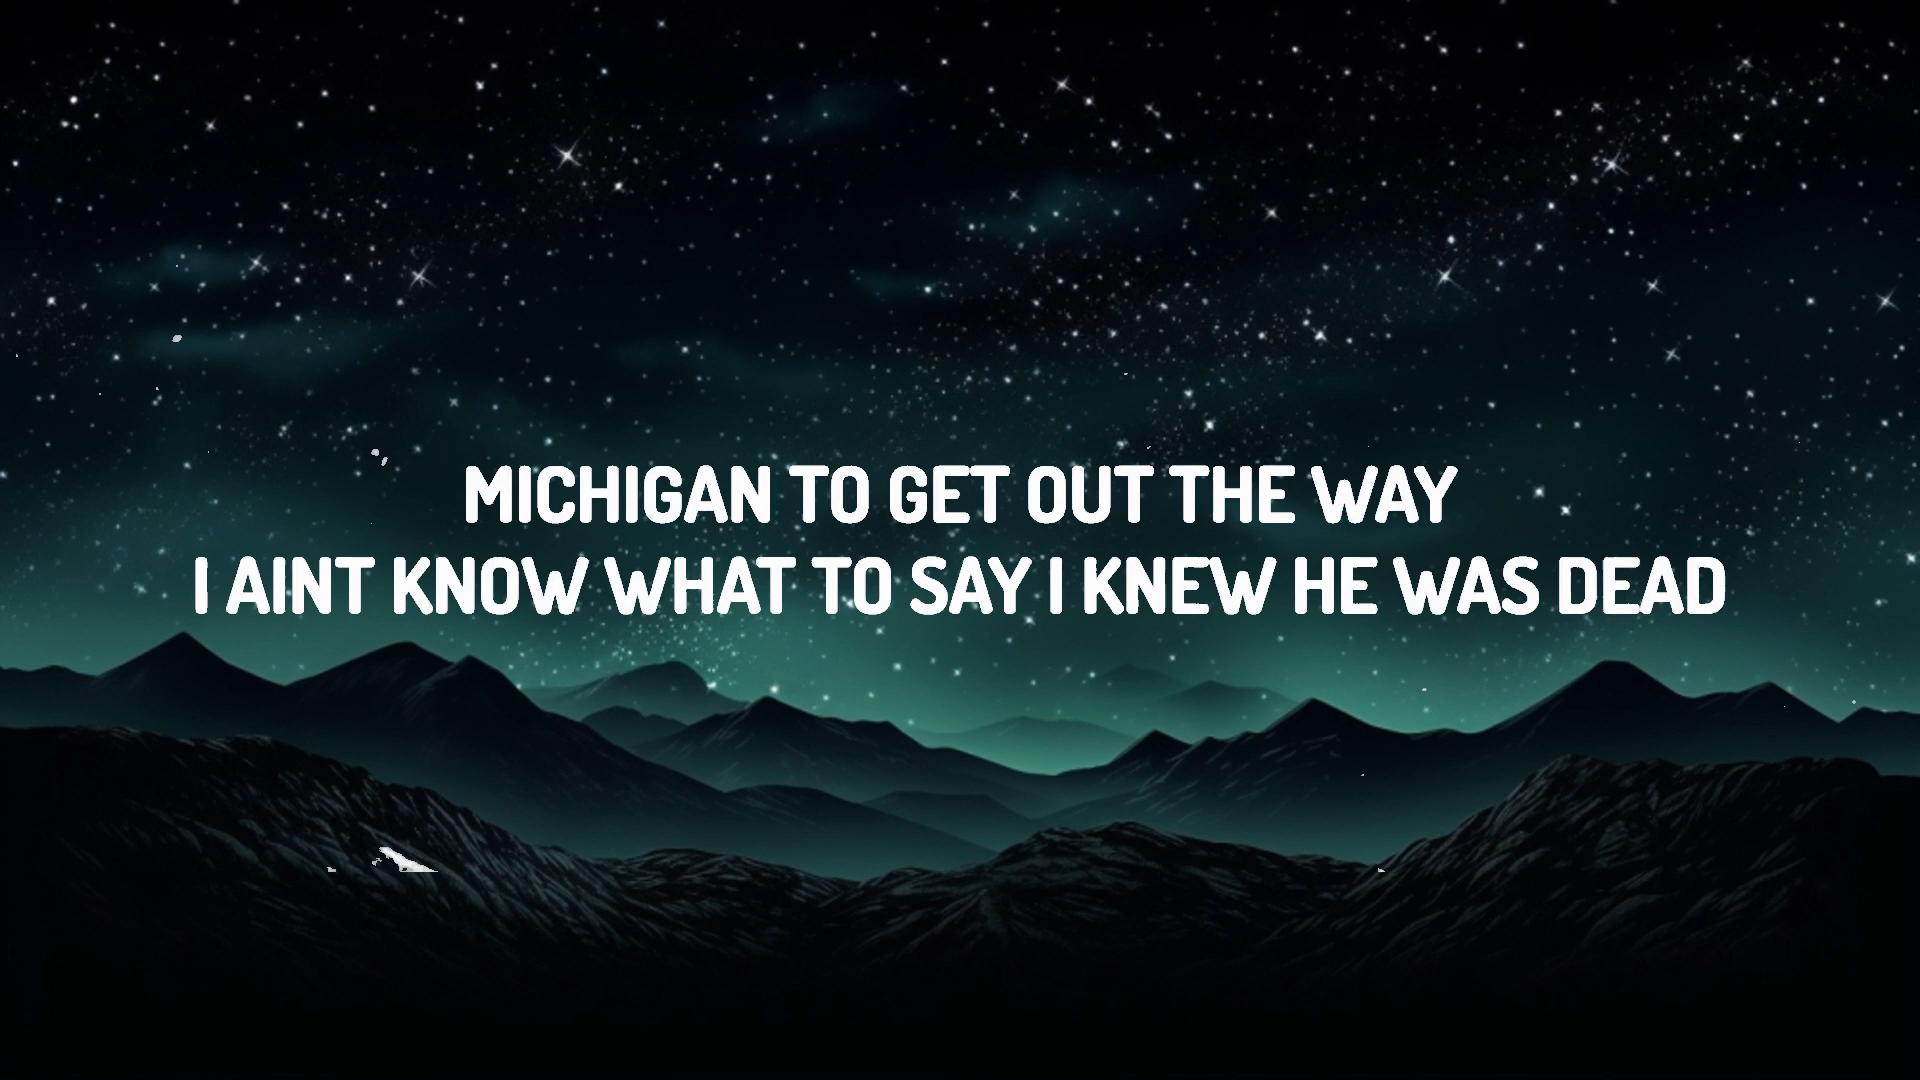 MICHIGAN TO GET OUT THE WAY
I AINT KNOW WHAT TO SAY I KNEW HE WAS DEAD